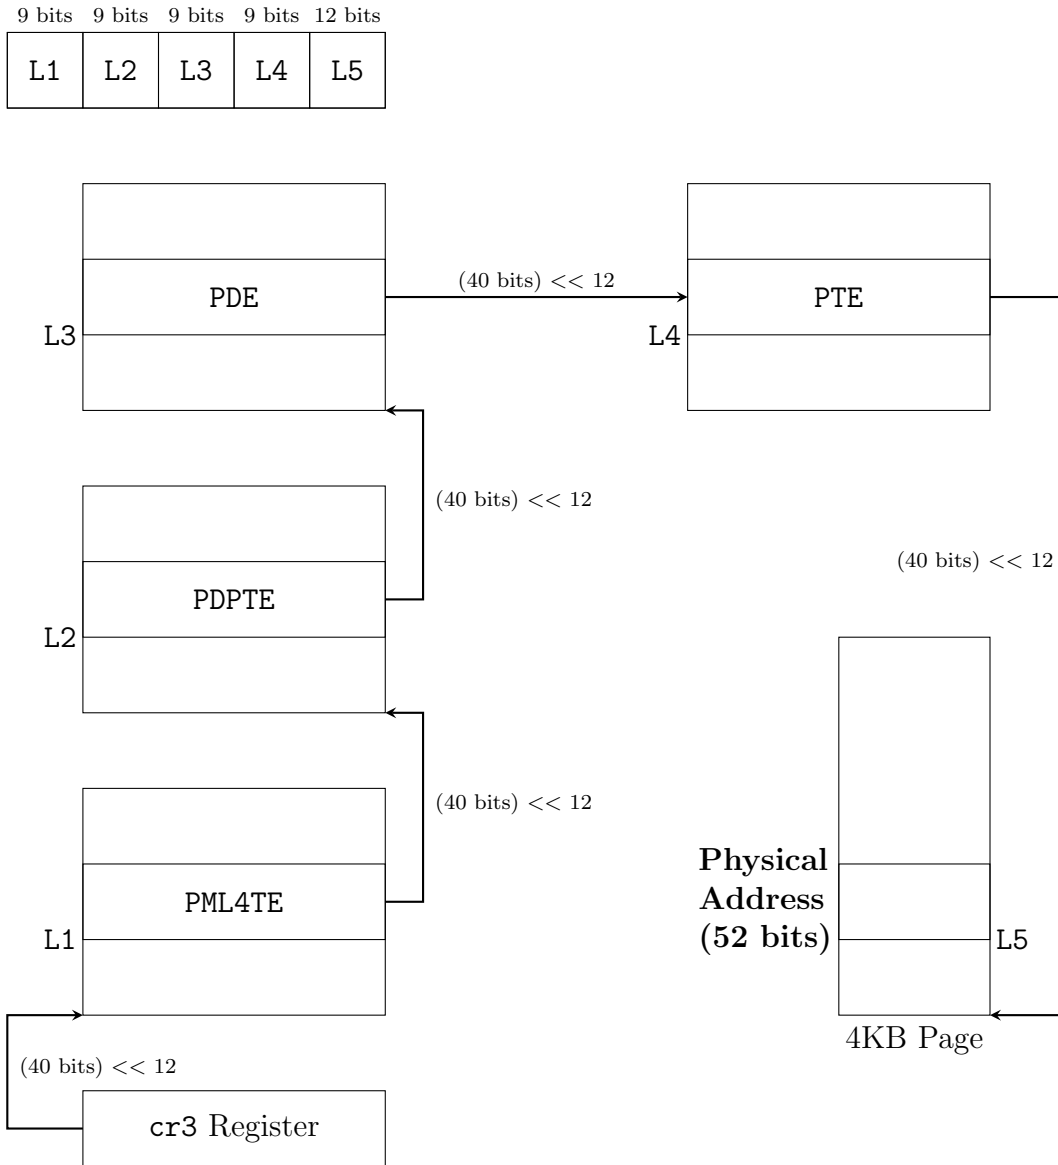 9 bits 9 bits 9 bits 9 bits 12 bits
L1 L2 L3 L4 L5
(40 bits) << 12
PDE
PTE
L3
L4
(40 bits) << 12
(40 bits) << 12
PDPTE
L2
(40 bits) << 12
Physical
Address
(52 bits)
PML4TE
L1
L5
4KB Page
(40 bits) << 12
cr3 Register